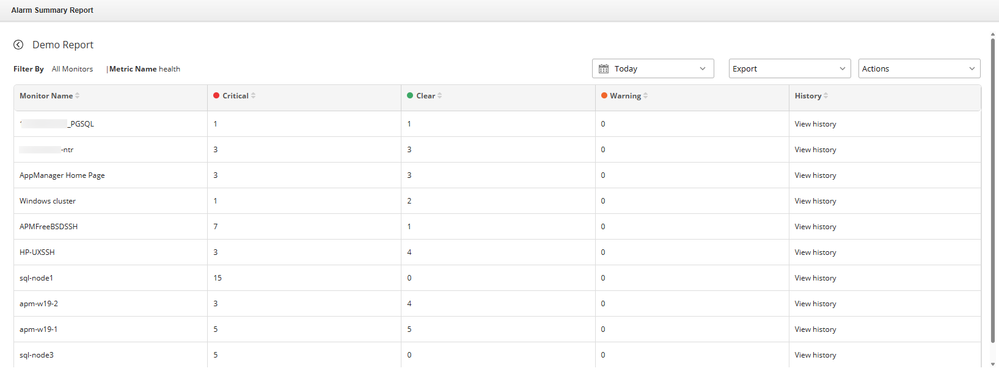 Alarm Summary Report
Demo Report
Filter By All Monitors |Metric Name health
Today Export Actions
Monitor Name Critical Clear Warning History
_PGSQL 1 1 0 View history
-ntr 3 3 0 View history
AppManager Home Page 3 3 0 View history
Windows cluster 1 2 0 View history
APMFreeBSDSSH 7 1 0 View history
HP-UXSSH 3 4 0 View history
sql-node1 15 0 0 View history
apm-w19-2 3 4 0 View history
apm-w19-1 5 5 0 View history
sql-node3 5 0 0 View history